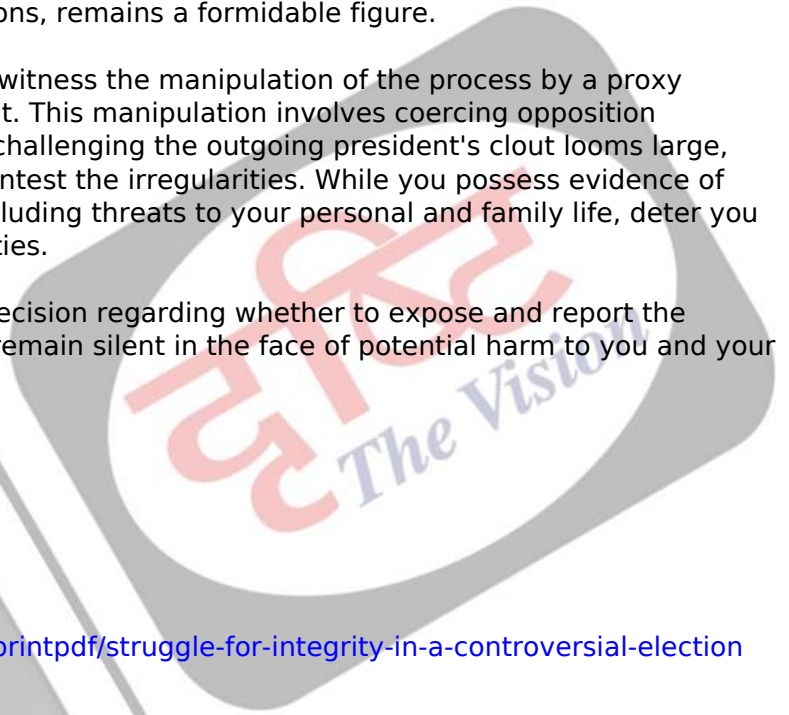 ons, remains a formidable figure.
witness the manipulation of the process by a proxy
t. This manipulation involves coercing opposition
challenging the outgoing president's clout looms large,
ntest the irregularities. While you possess evidence of
cluding threats to your personal and family life, deter you
ties.
ecision regarding whether to expose and report the
remain silent in the face of potential harm to you and your
दृष्टि
The Vision
printpdf/struggle-for-integrity-in-a-controversial-election